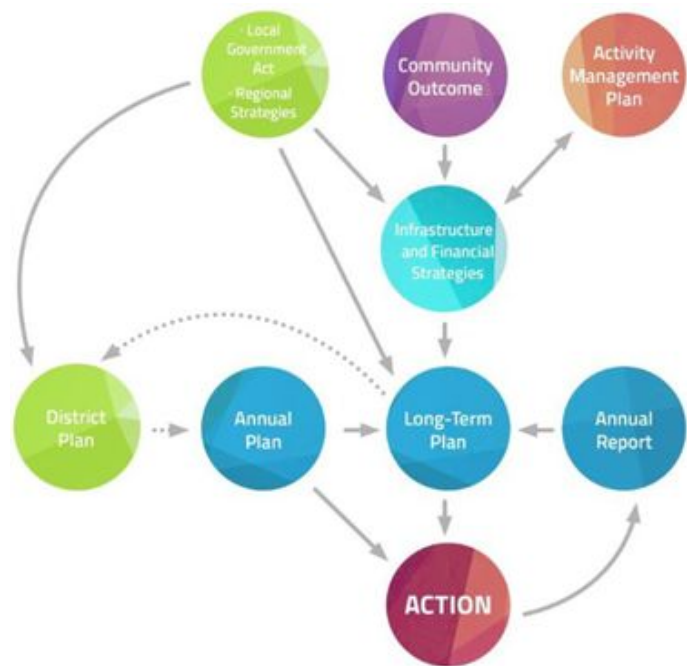 - Local
Government
Act
- Regional
Strategies
Community
Outcome
Activity
Management
Plan
Infrastructure
and Financial
Strategies
District
Plan
Annual
Plan
Long-Term
Plan
Annual
Report
ACTION